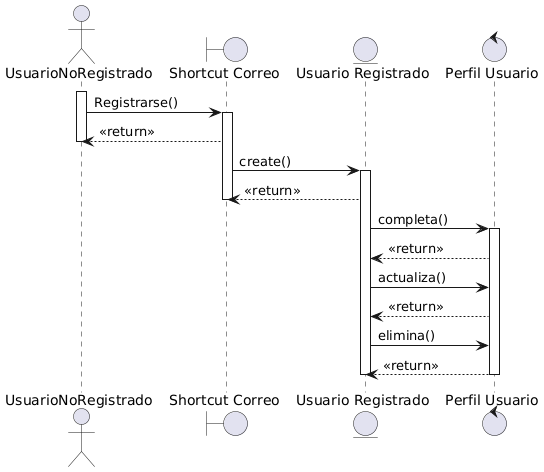 UsuarioNoRegistrado Shortcut Correo Usuario Registrado Perfil Usuario
Registrarse()
«return»
create()
«return»
completa()
«return»
actualiza()
«return»
elimina()
«return»
UsuarioNoRegistrado Shortcut Correo Usuario Registrado Perfil Usuario